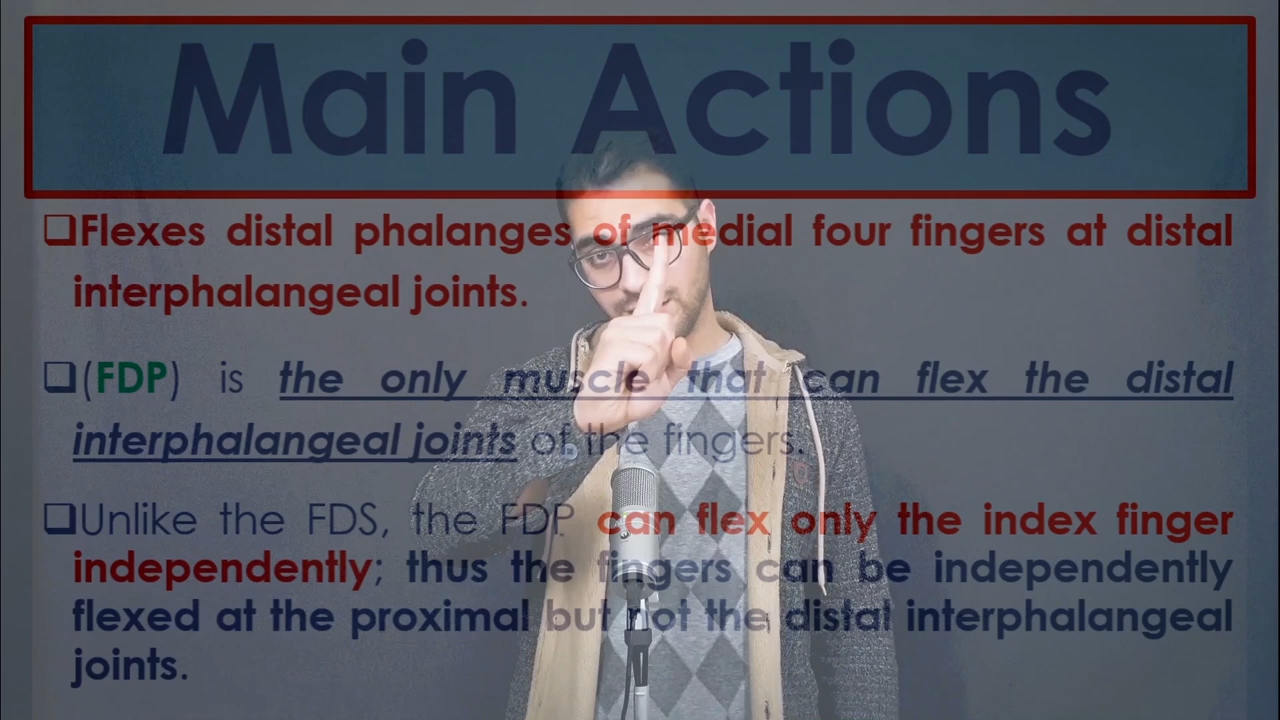 Main Actions
❑Flexes distal phalanges of medial four fingers at distal
interphalangeal joints.
❑(FDP) is the only muscle that can flex the distal
interphalangeal joints of the fingers.
❑Unlike the FDS, the FDP can flex only the index finger
independently; thus the fingers can be independently
flexed at the proximal but not the distal interphalangeal
joints.